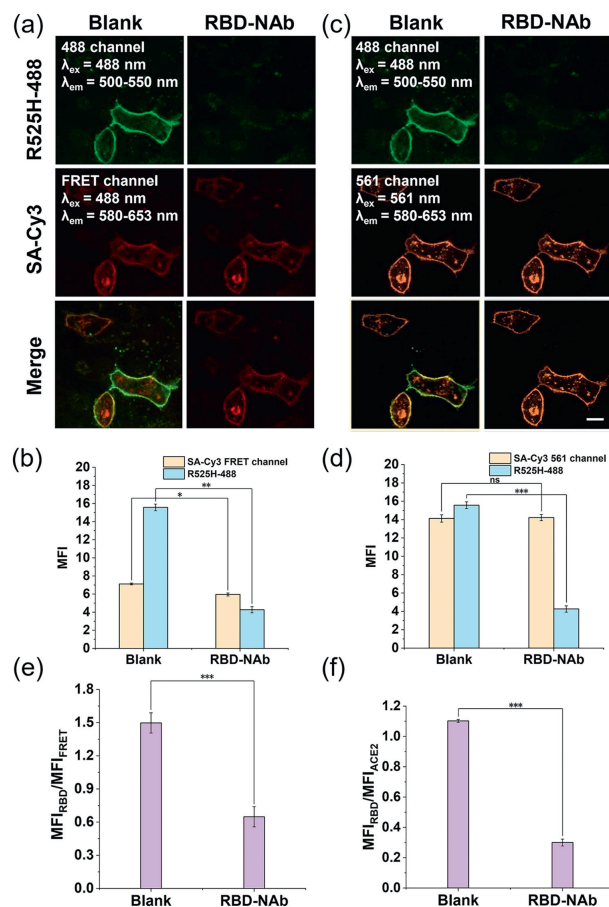 (a) Blank RBD-NAb
(c) Blank RBD-NAb
R525H-488
488 channel
λex = 488 nm
λem = 500-550 nm
488 channel
λex = 488 nm
λem = 500-550 nm
SA-Cy3
FRET channel
λex = 488 nm
λem = 580-653 nm
561 channel
λex = 561 nm
λem = 580-653 nm
Merge
(b)
SA-Cy3 FRET channel
R525H-488
MFI
16
14
12
10
8
6
4
2
0
**
*
Blank RBD-NAb
(d)
SA-Cy3 561 channel
R525H-488
MFI
16
14
12
10
8
6
4
2
0
ns
***
Blank RBD-NAb
(e)
MFIRBD/MFIFRET
1.8
1.5
1.2
0.9
0.6
0.3
0.0
***
Blank RBD-NAb
(f)
MFIRBD/MFIACE2
1.2
1.0
0.8
0.6
0.4
0.2
0.0
***
Blank RBD-NAb